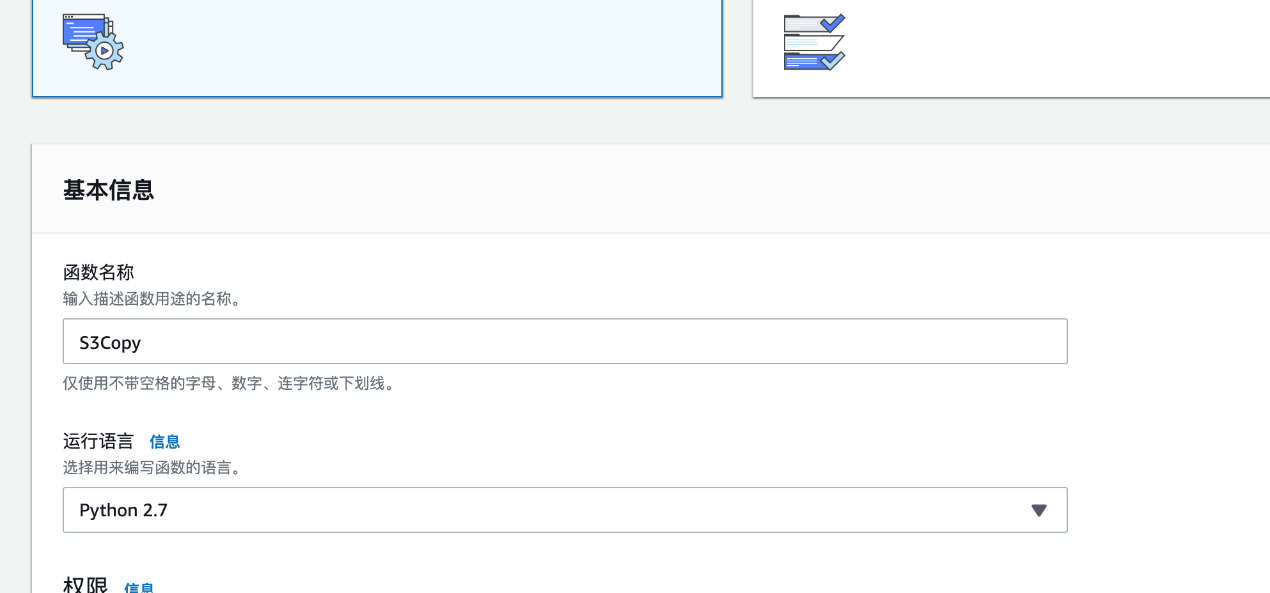 基本信息
函数名称
输入描述函数用途的名称。
S3Copy
仅使用不带空格的字母、数字、连字符或下划线。
运行语言 信息
选择用来编写函数的语言。
Python 2.7
权限 信息